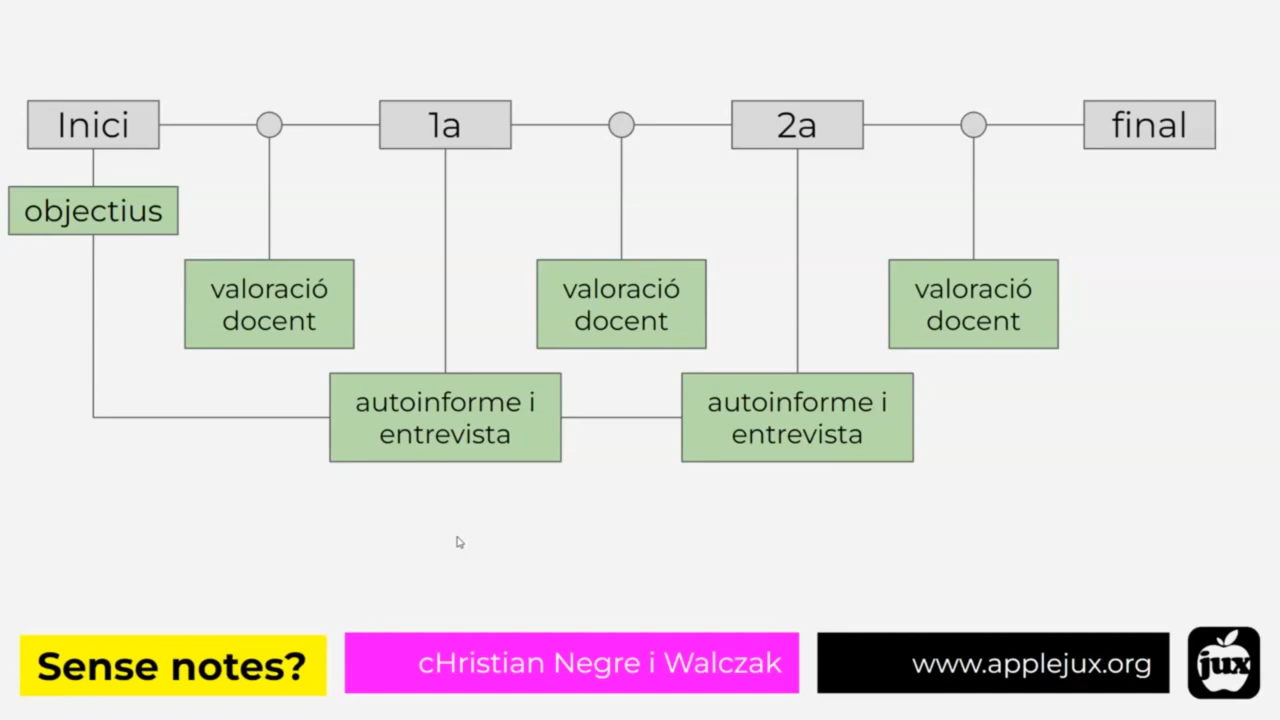 Inici
1a
2a
final
objectius
valoració
docent
valoració
docent
valoració
docent
autoinforme i
entrevista
autoinforme i
entrevista
Sense notes?
cHristian Negre i Walczak
www.applejux.org
jux